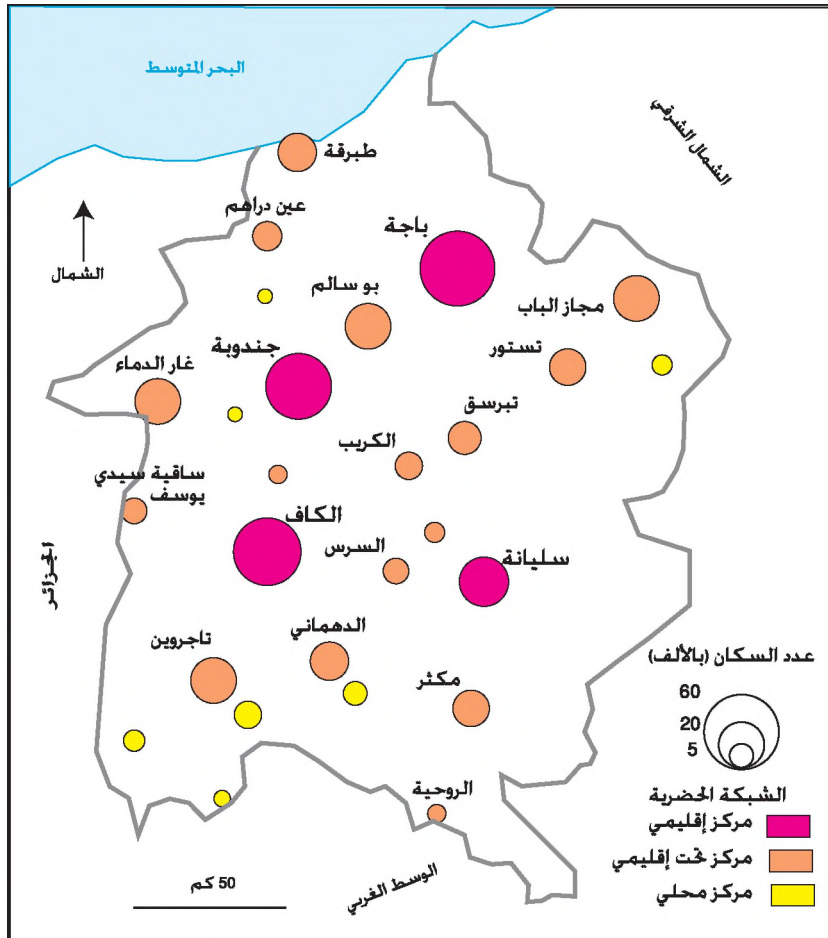 البحر المتوسط
الشمال الشرقي
طبرقة
عين دراهم
الشمال
باجة
بو سالم
مجاز الباب
جندوبة
تستور
غار الدماء
تبرسق
الكريب
ساقية سيدي
يوسف
الكاف
السرس
سليانة
الجزائر
الدهماني
تاجروين
مكثر
عدد السكان (بالألف)
60
20
5
الروحية
الشبكة الحضرية
مركز إقليمي
مركز تحت إقليمي
مركز محلي
50 كم
الوسط الغربي